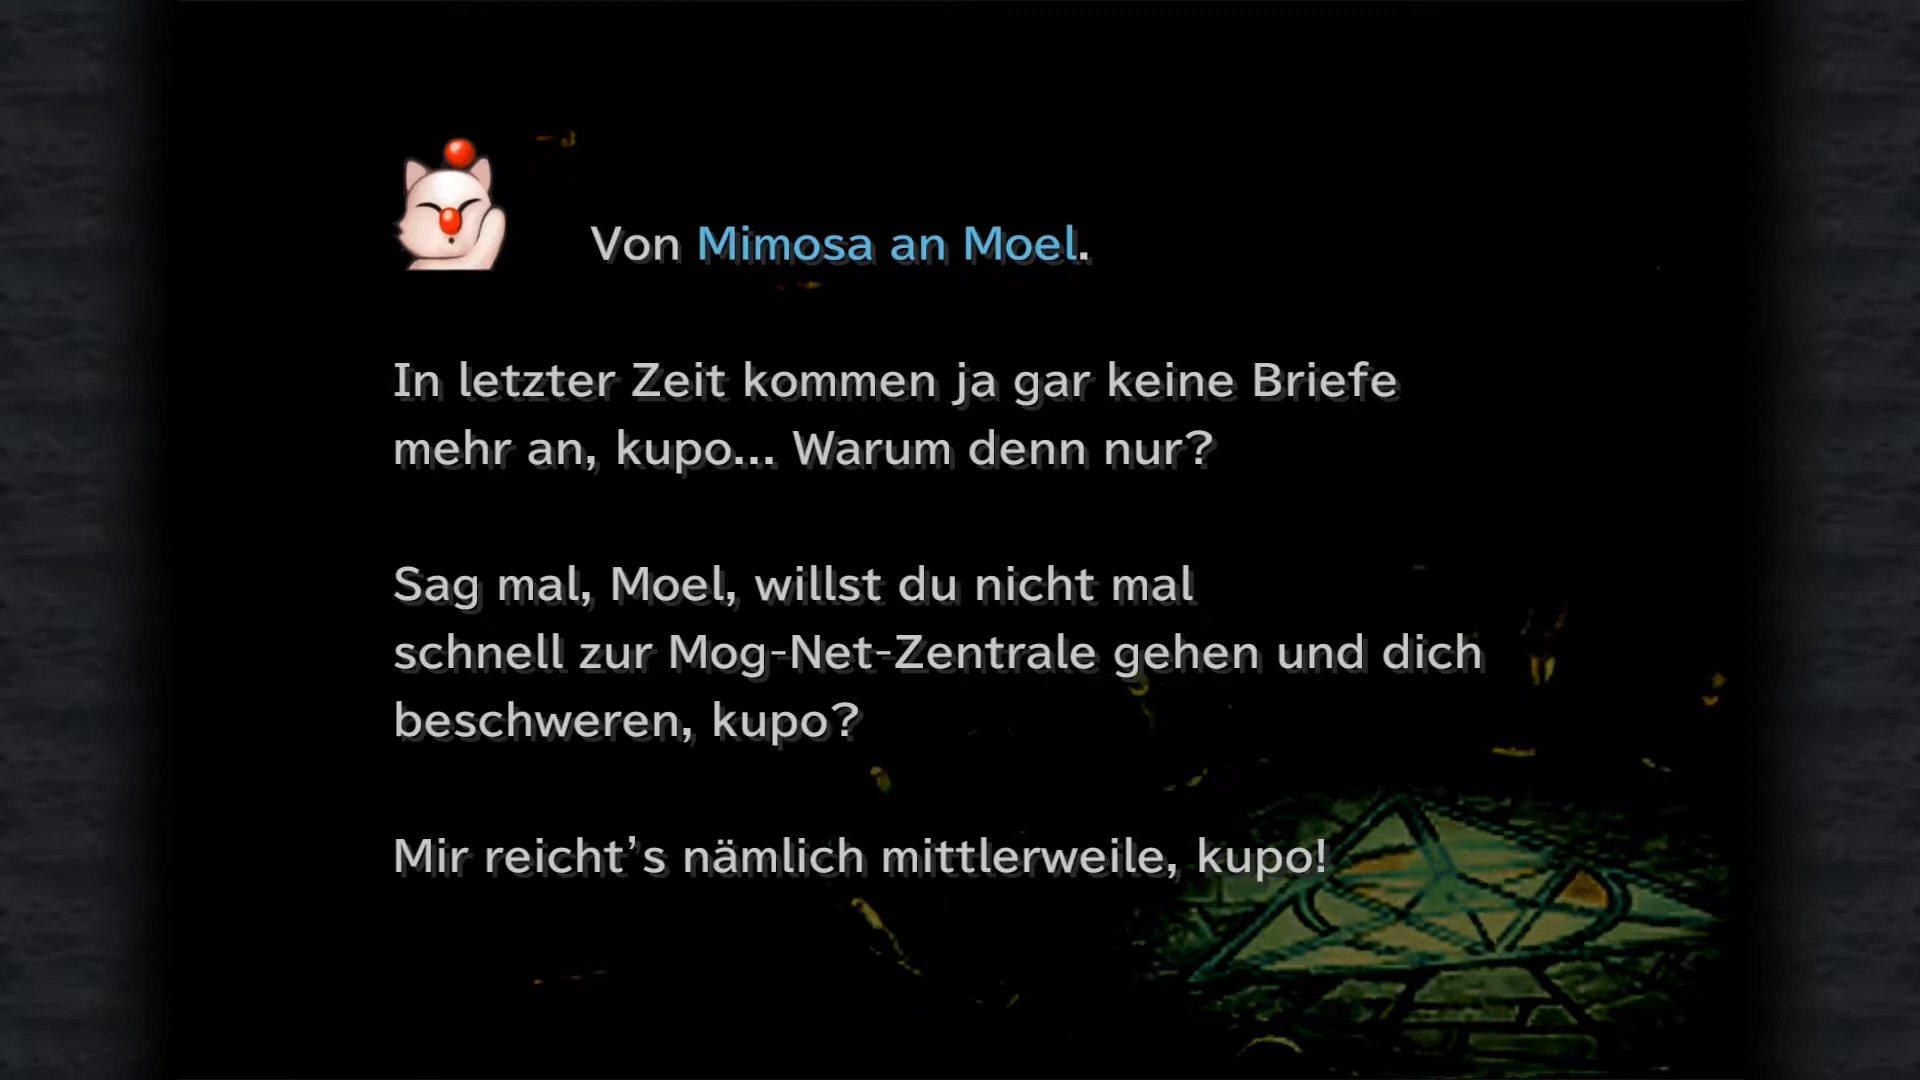 Von Mimosa an Moel.
In letzter Zeit kommen ja gar keine Briefe
mehr an, kupo... Warum denn nur?
Sag mal, Moel, willst du nicht mal
schnell zur Mog-Net-Zentrale gehen und dich
beschweren, kupo?
Mir reicht's nämlich mittlerweile, kupo!